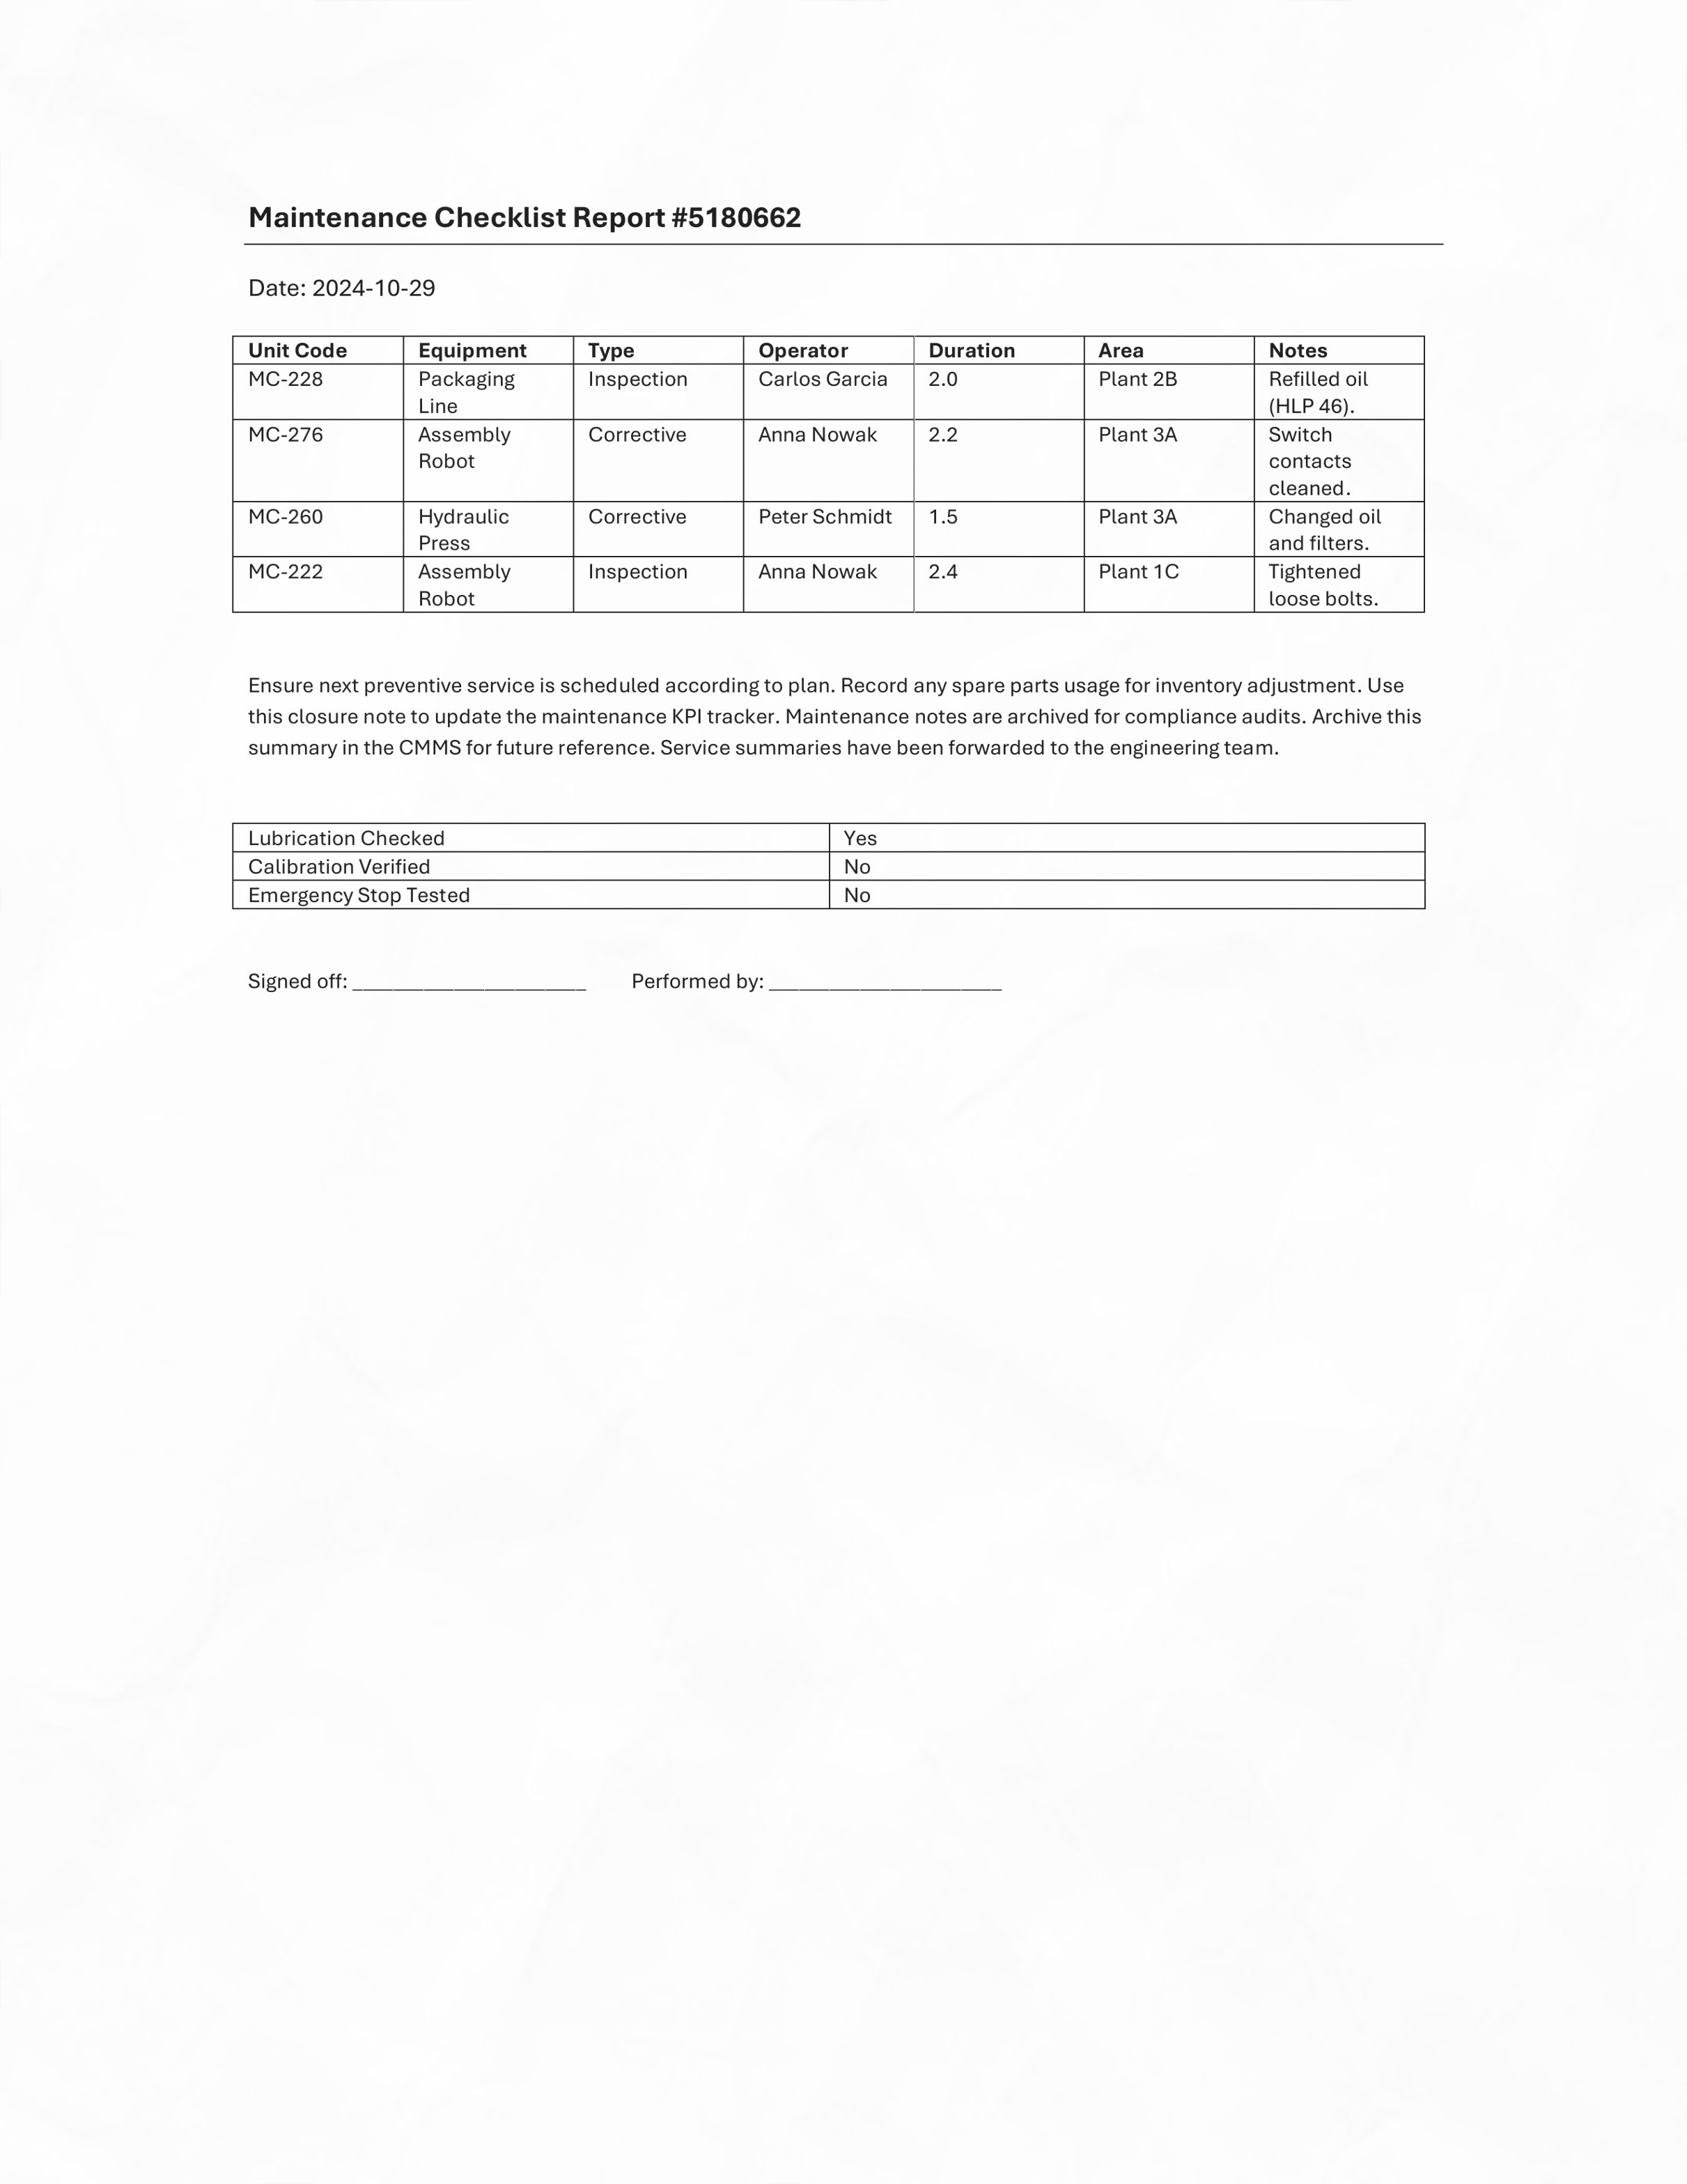 Maintenance Checklist Report #5180662
Date: 2024-10-29
Unit Code Equipment Type Operator Duration Area Notes
MC-228 Packaging Inspection Carlos Garcia 2.0 Plant 2B Refilled oil
Line (HLP 46).
MC-276 Assembly Corrective Anna Nowak 2.2 Plant 3A Switch
Robot contacts
cleaned.
MC-260 Hydraulic Corrective Peter Schmidt 1.5 Plant 3A Changed oil
Press and filters.
MC-222 Assembly Inspection Anna Nowak 2.4 Plant 1C Tightened
Robot loose bolts.
Ensure next preventive service is scheduled according to plan. Record any spare parts usage for inventory adjustment. Use
this closure note to update the maintenance KPI tracker. Maintenance notes are archived for compliance audits. Archive this
summary in the CMMS for future reference. Service summaries have been forwarded to the engineering team.
Lubrication Checked Yes
Calibration Verified No
Emergency Stop Tested No
Signed off: _______________________ Performed by: _______________________